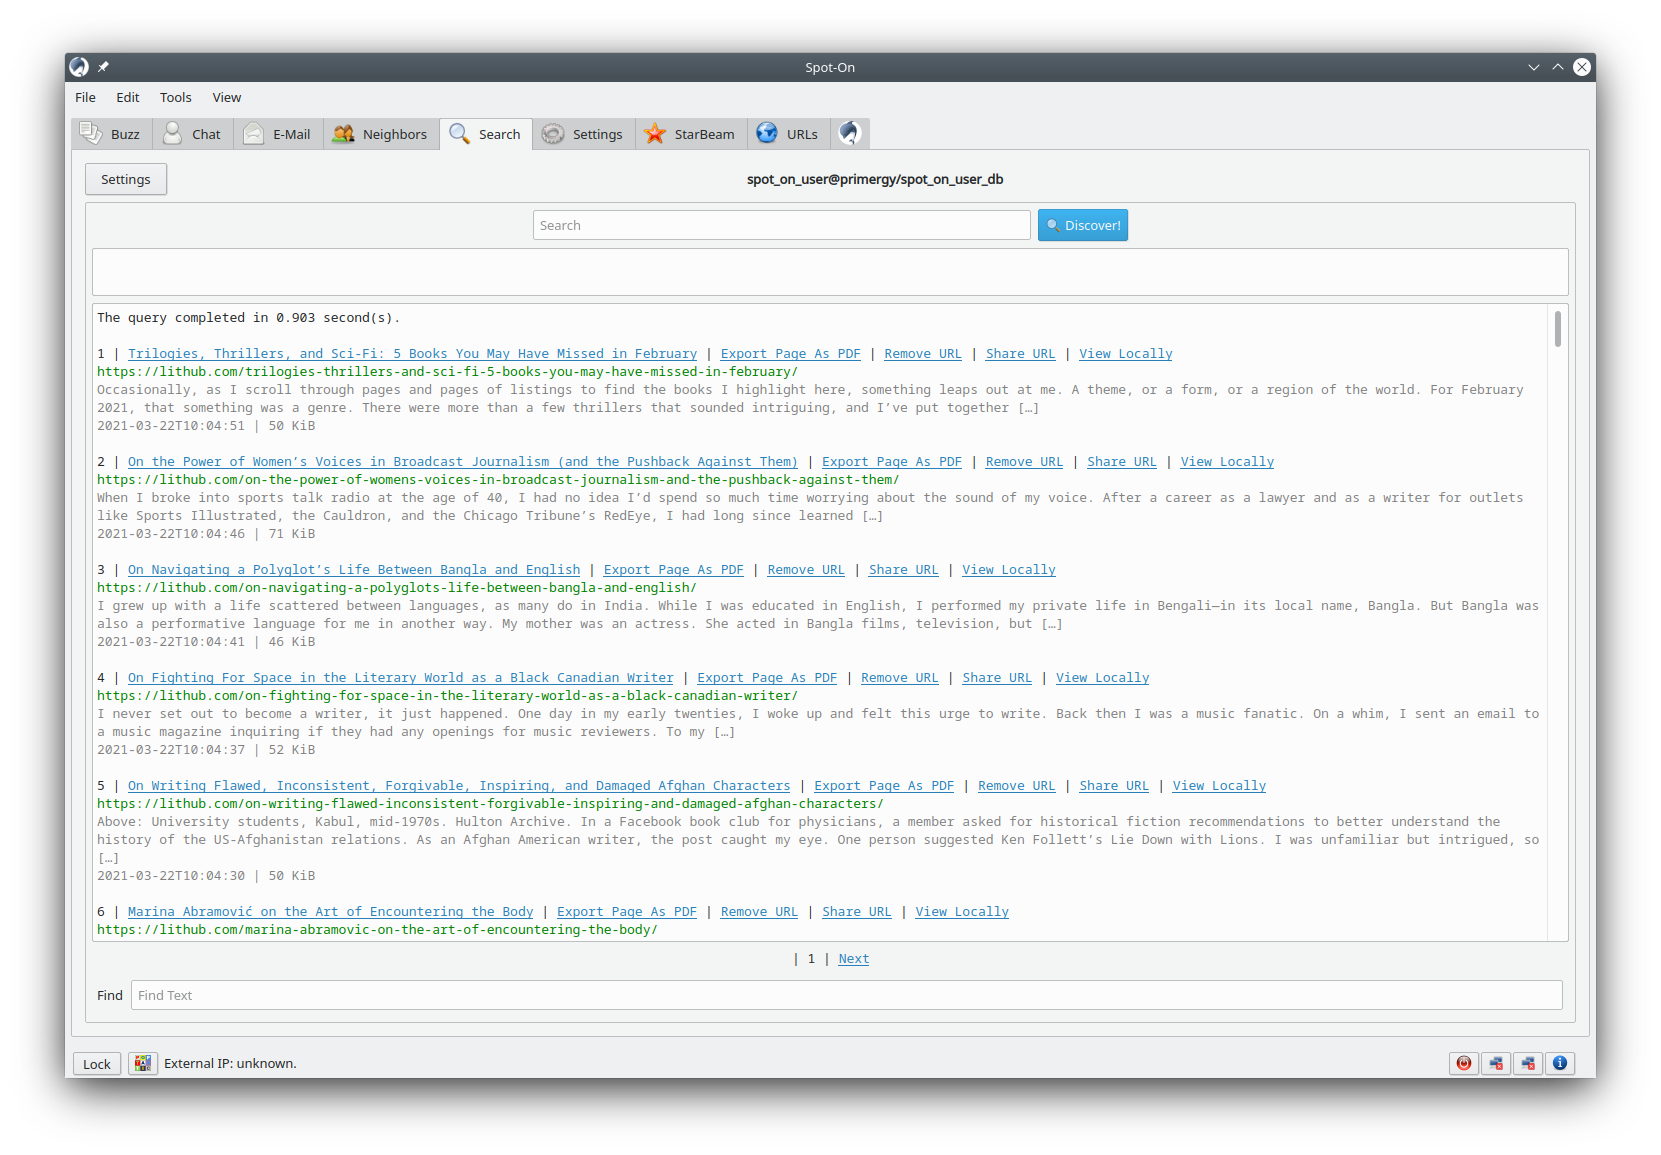 Spot-On
File Edit Tools View
Buzz Chat E-Mail Neighbors Search Settings StarBeam URLs
Settings
spot_on_user@primergy/spot_on_user_db
Search
Discover!
The query completed in 0.903 second(s).
1 | Trilogies, Thrillers, and Sci-Fi: 5 Books You May Have Missed in February | Export Page As PDF | Remove URL | Share URL | View Locally
https://lithub.com/trilogies-thrillers-and-sci-fi-5-books-you-may-have-missed-in-february/
Occasionally, as I scroll through pages and pages of listings to find the books I highlight here, something leaps out at me. A theme, or a form, or a region of the world. For February
2021, that something was a genre. There were more than a few thrillers that sounded intriguing, and I’ve put together […]
2021-03-22T10:04:51 | 50 KiB
2 | On the Power of Women’s Voices in Broadcast Journalism (and the Pushback Against Them) | Export Page As PDF | Remove URL | Share URL | View Locally
https://lithub.com/on-the-power-of-womens-voices-in-broadcast-journalism-and-the-pushback-against-them/
When I broke into sports talk radio at the age of 40, I had no idea I’d spend so much time worrying about the sound of my voice. After a career as a lawyer and as a writer for outlets
like Sports Illustrated, the Cauldron, and the Chicago Tribune’s RedEye, I had long since learned […]
2021-03-22T10:04:46 | 71 KiB
3 | On Navigating a Polyglot’s Life Between Bangla and English | Export Page As PDF | Remove URL | Share URL | View Locally
https://lithub.com/on-navigating-a-polyglots-life-between-bangla-and-english/
I grew up with a life scattered between languages, as many do in India. While I was educated in English, I performed my private life in Bengali—in its local name, Bangla. But Bangla was
also a performative language for me in another way. My mother was an actress. She acted in Bangla films, television, but […]
2021-03-22T10:04:41 | 46 KiB
4 | On Fighting For Space in the Literary World as a Black Canadian Writer | Export Page As PDF | Remove URL | Share URL | View Locally
https://lithub.com/on-fighting-for-space-in-the-literary-world-as-a-black-canadian-writer/
I never set out to become a writer, it just happened. One day in my early twenties, I woke up and felt this urge to write. Back then I was a music fanatic. On a whim, I sent an email to
a music magazine inquiring if they had any openings for music reviewers. To my […]
2021-03-22T10:04:37 | 52 KiB
5 | On Writing Flawed, Inconsistent, Forgivable, Inspiring, and Damaged Afghan Characters | Export Page As PDF | Remove URL | Share URL | View Locally
https://lithub.com/on-writing-flawed-inconsistent-forgivable-inspiring-and-damaged-afghan-characters/
Above: University students, Kabul, mid-1970s. Hulton Archive. In a Facebook book club for physicians, a member asked for historical fiction recommendations to better understand the
history of the US-Afghanistan relations. As an Afghan American writer, the post caught my eye. One person suggested Ken Follett’s Lie Down with Lions. I was unfamiliar but intrigued, so
[…]
2021-03-22T10:04:30 | 50 KiB
6 | Marina Abramović on the Art of Encountering the Body | Export Page As PDF | Remove URL | Share URL | View Locally
https://lithub.com/marina-abramovic-on-the-art-of-encountering-the-body/
| 1 | Next
Find Find Text
Lock External IP: unknown.